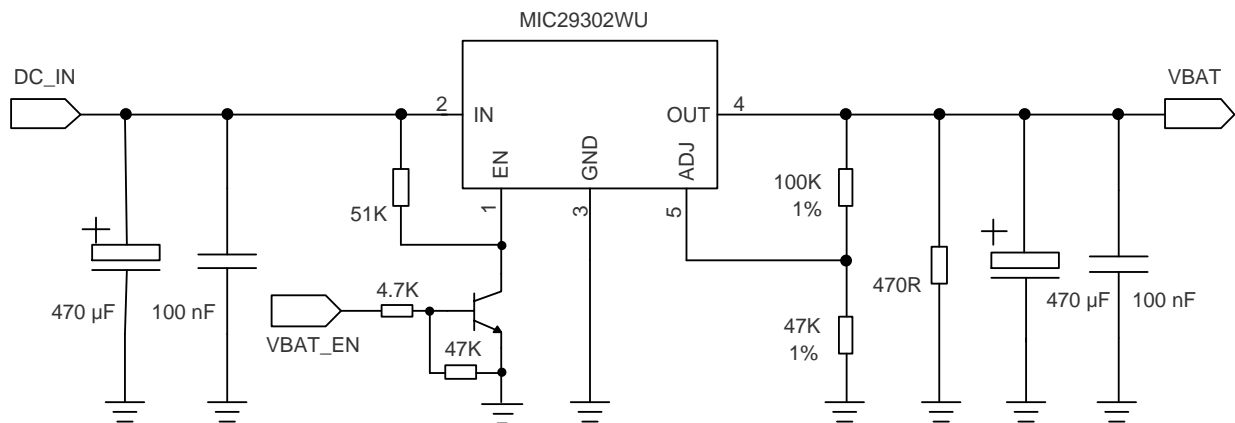 MIC29302WU
DC_IN
VBAT
2
IN
OUT
4
EN
GND
ADJ
1
3
5
51K
100K
1%
470 µF
100 nF
4.7K
VBAT_EN
47K
47K
1%
470R
470 µF
100 nF